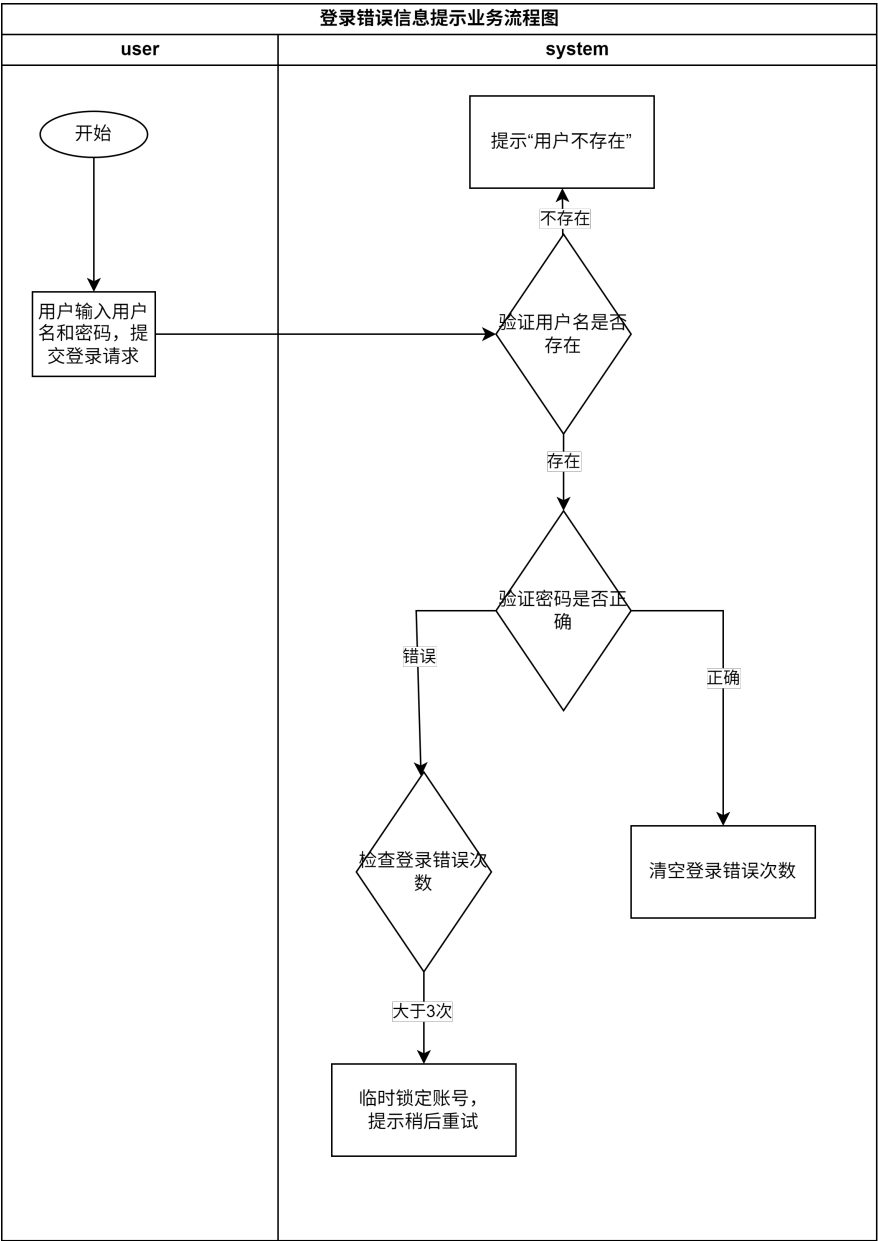 登录错误信息提示业务流程图
user
system
开始
提示“用户不存在”
不存在
用户输入用户
名和密码，提
交登录请求
验证用户名是否
存在
存在
验证密码是否正
确
错误
正确
检查登录错误次
数
清空登录错误次数
大于3次
临时锁定账号，
提示稍后重试